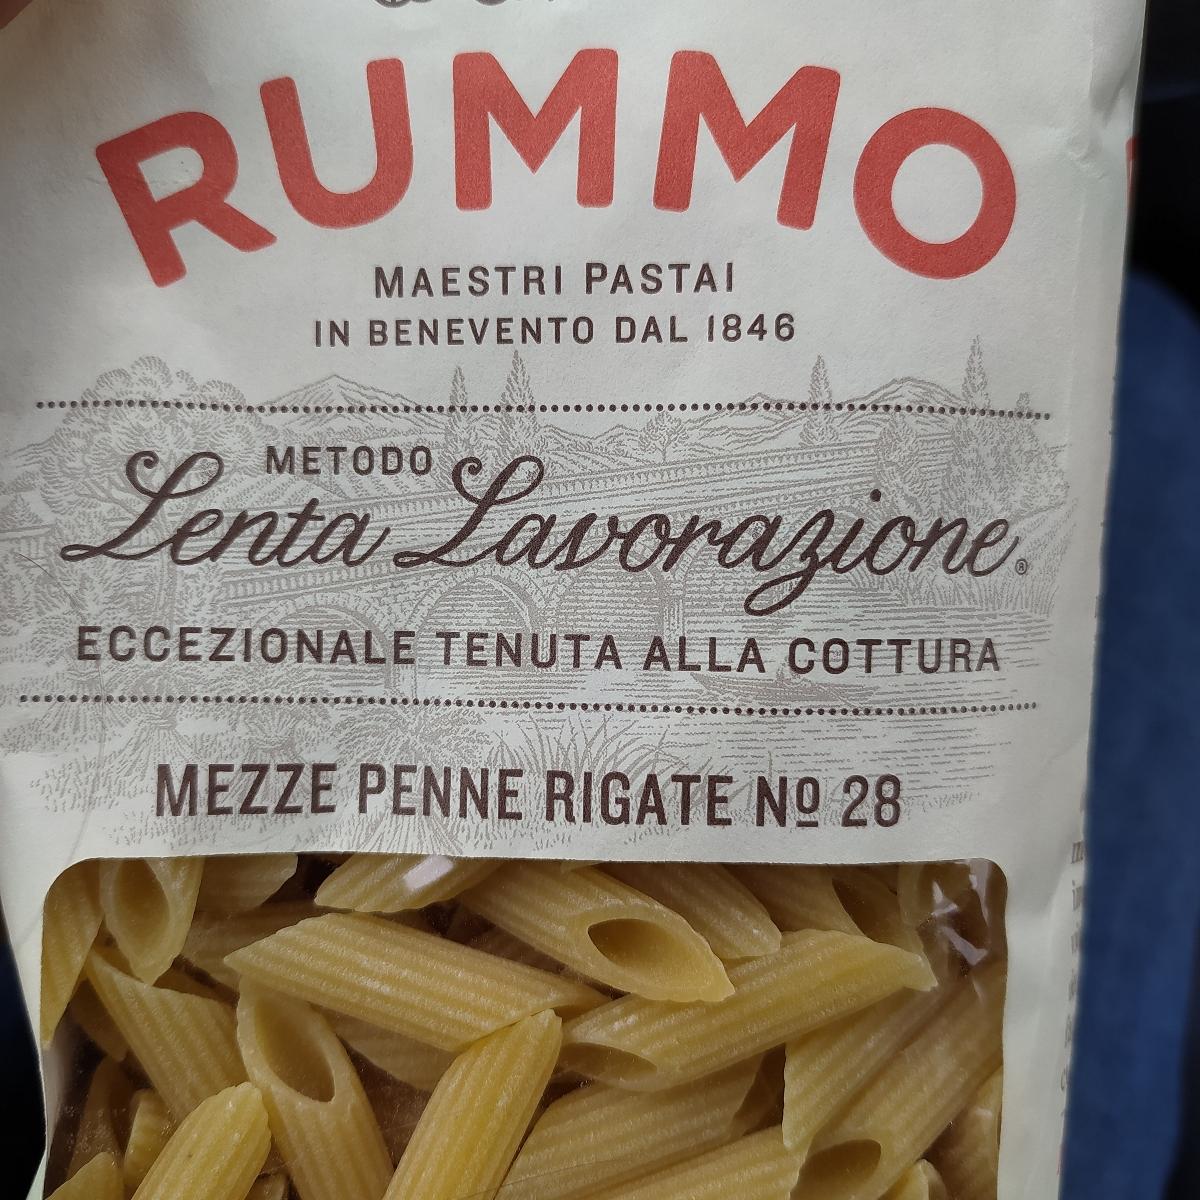 RUMMO
MAESTRI PASTAI
IN BENEVENTO DAL 1846
METODO
Lenta Lavorazione®
ECCEZIONALE TENUTA ALLA COTTURA
MEZZE PENNE RIGATE Nº 28